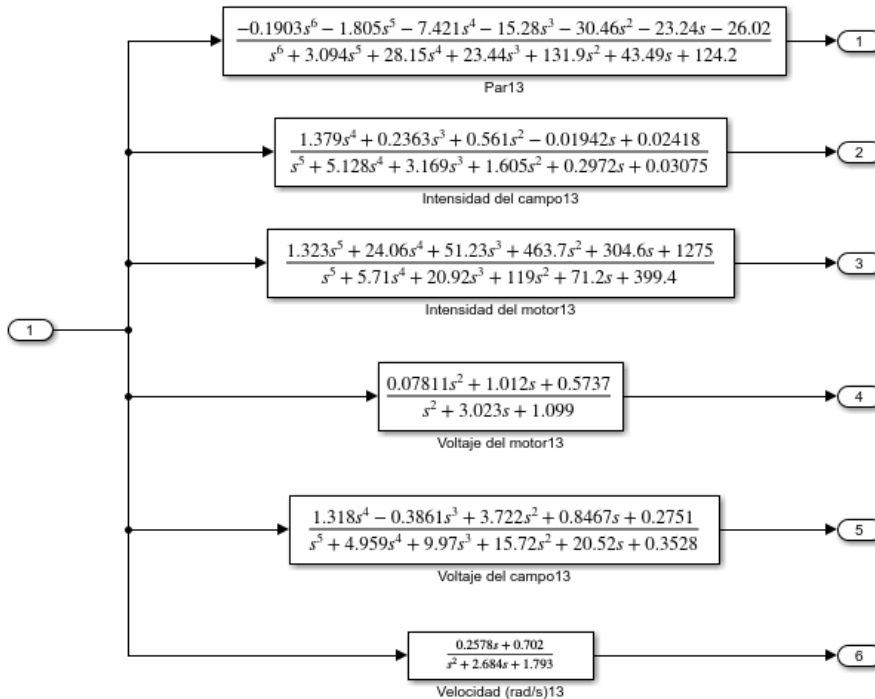 −0.1903s⁶ − 1.805s⁵ − 7.421s⁴ − 15.28s³ − 30.46s² − 23.24s − 26.02
s⁶ + 3.094s⁵ + 28.15s⁴ + 23.44s³ + 131.9s² + 43.49s + 124.2
1
Par13
1.379s⁴ + 0.2363s³ + 0.561s² − 0.01942s + 0.02418
s⁵ + 5.128s⁴ + 3.169s³ + 1.605s² + 0.2972s + 0.03075
2
Intensidad del campo13
1.323s⁵ + 24.06s⁴ + 51.23s³ + 463.7s² + 304.6s + 1275
s⁵ + 5.71s⁴ + 20.92s³ + 119s² + 71.2s + 399.4
3
Intensidad del motor13
1
0.07811s² + 1.012s + 0.5737
s² + 3.023s + 1.099
4
Voltaje del motor13
1.318s⁴ − 0.3861s³ + 3.722s² + 0.8467s + 0.2751
s⁵ + 4.959s⁴ + 9.97s³ + 15.72s² + 20.52s + 0.3528
5
Voltaje del campo13
0.2578s + 0.702
s² + 2.684s + 1.793
6
Velocidad (rad/s)13